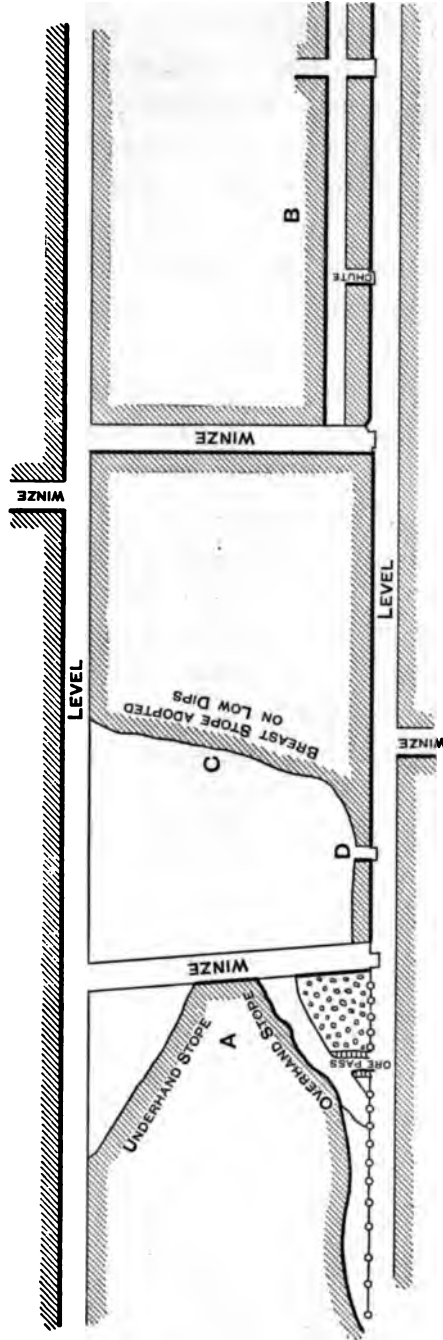 WINZE
LEVEL
UNDERHAND STOPE
A
OVERHAND STOPE
ORE PASS
WINZE
C
BREAST STOPE ADOPTED
ON LOW DIPS
D
WINZE
B
CHUTE
LEVEL
WINZE